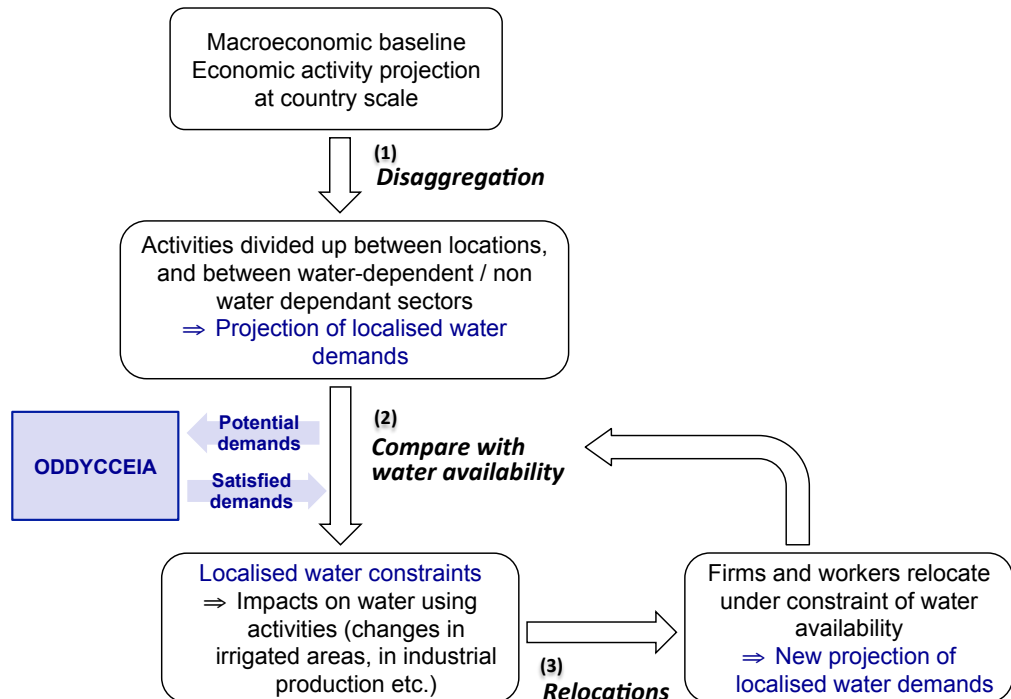 Macroeconomic baseline
Economic activity projection
at country scale
(1)
Disaggregation
Activities divided up between locations,
and between water-dependent / non
water dependant sectors
⇒ Projection of localised water
demands
(2)
Compare with
water availability
Potential
demands
ODDYCCEIA
Satisfied
demands
Localised water constraints
⇒ Impacts on water using
activities (changes in
irrigated areas, in industrial
production etc.)
(3)
Relocations
Firms and workers relocate
under constraint of water
availability
⇒ New projection of
localised water demands